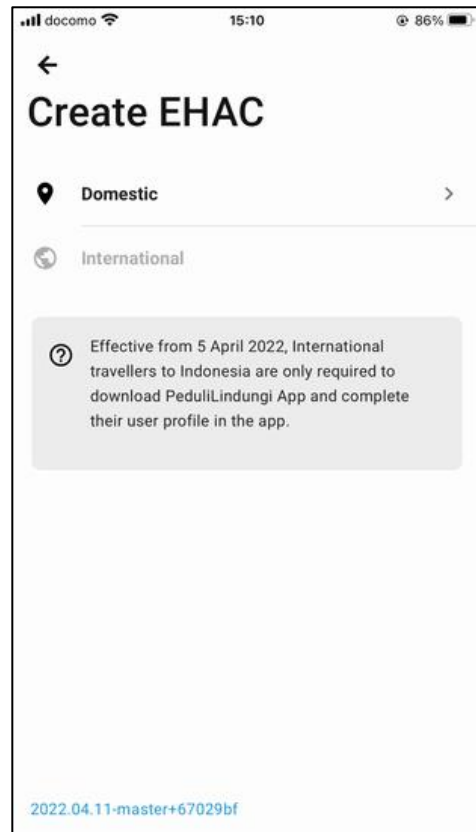 docomo 15:10 86%
Create EHAC
Domestic
International
Effective from 5 April 2022, International
travellers to Indonesia are only required to
download PeduliLindungi App and complete
their user profile in the app.
2022.04.11-master+67029bf